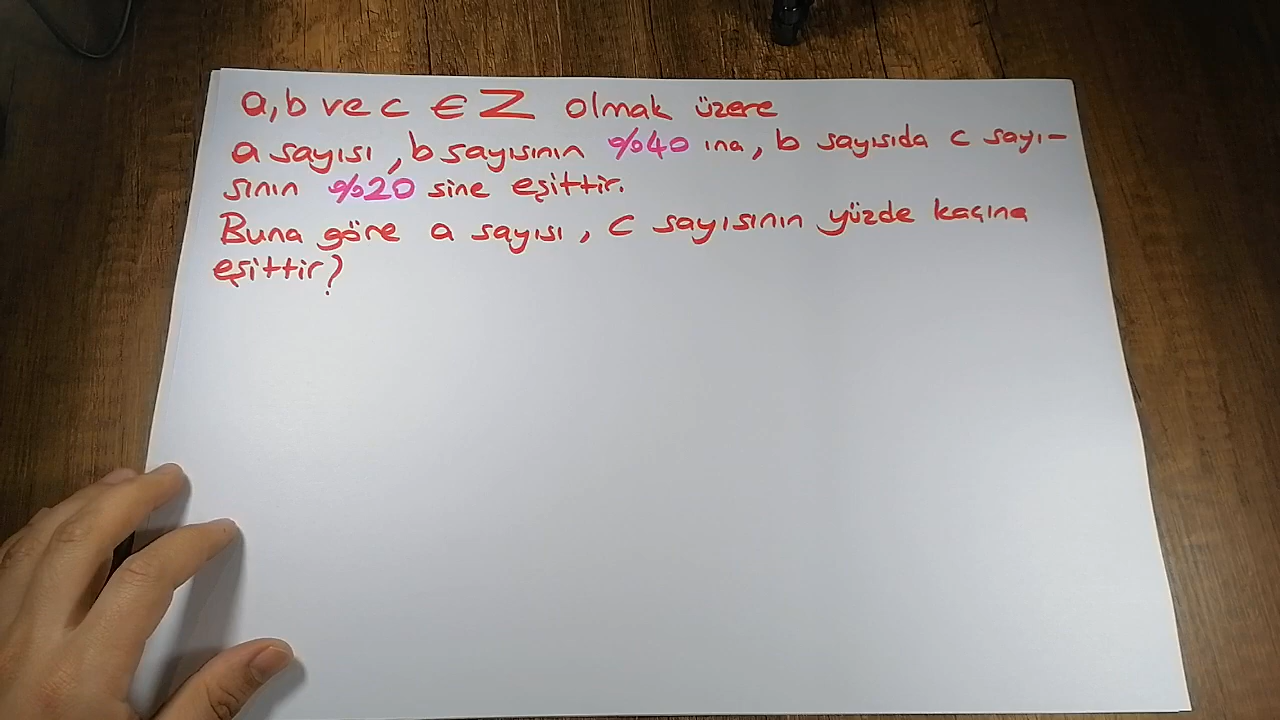 a, b ve c ∈ Z olmak üzere
a sayısı, b sayısının %40 ına, b sayısıda c sayı-
sının %20 sine eşittir.
Buna göre a sayısı, c sayısının yüzde kaçına
eşittir?